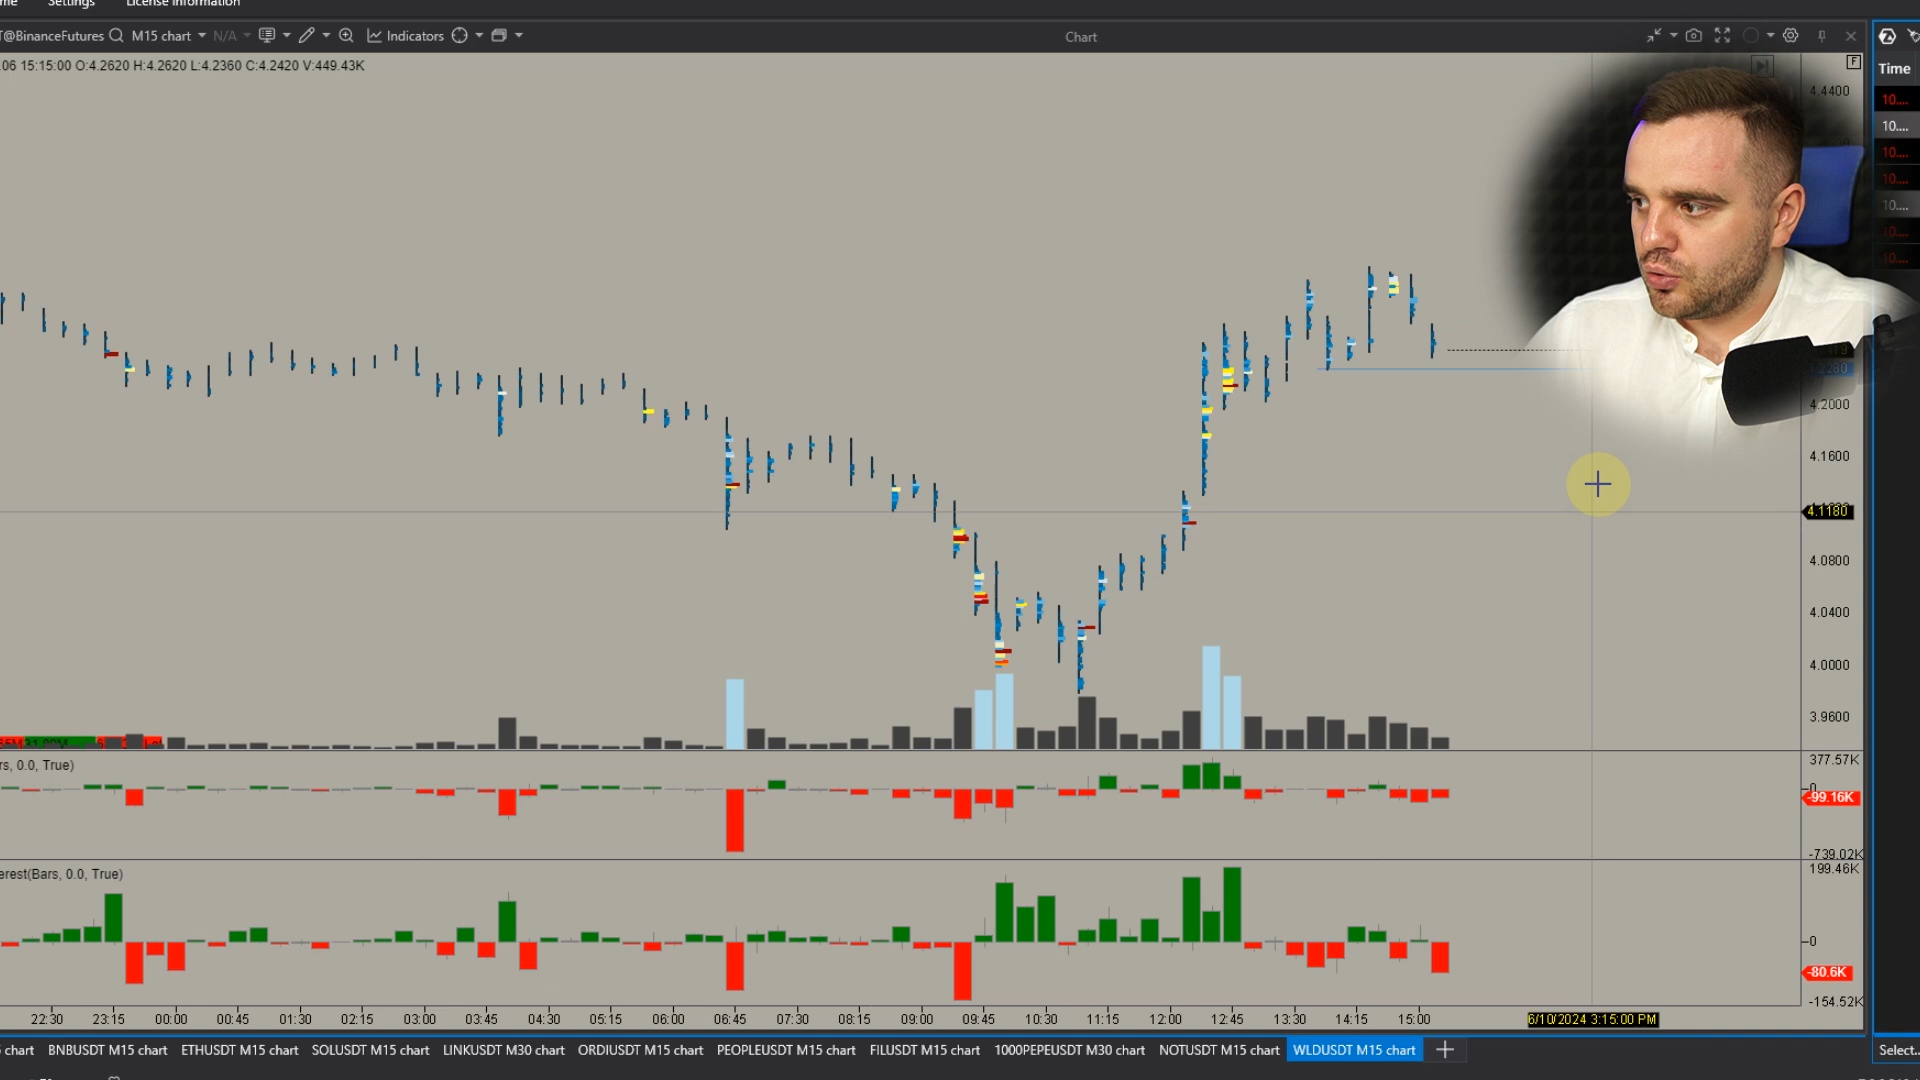 me Settings License information
T@BinanceFutures M15 chart N/A Indicators Chart
.06 15:15:00 O:4.2620 H:4.2620 L:4.2360 C:4.2420 V:449.43K
F
Time
10....
10....
10....
10....
10....
10....
10....
4.4400
.2280
4.2000
4.1600
4.1180
4.0800
4.0400
4.0000
3.9600
rs, 0.0, True)
377.57K
0
-99.16K
-739.02K
erest(Bars, 0.0, True)
199.46K
0
-80.6K
-154.52K
22:30 23:15 00:00 00:45 01:30 02:15 03:00 03:45 04:30 05:15 06:00 06:45 07:30 08:15 09:00 09:45 10:30 11:15 12:00 12:45 13:30 14:15 15:00 6/10/2024 3:15:00 PM
5 chart BNBUSDT M15 chart ETHUSDT M15 chart SOLUSDT M15 chart LINKUSDT M30 chart ORDIUSDT M15 chart PEOPLEUSDT M15 chart FILUSDT M15 chart 1000PEPEUSDT M30 chart NOTUSDT M15 chart WLDUSDT M15 chart
Select...